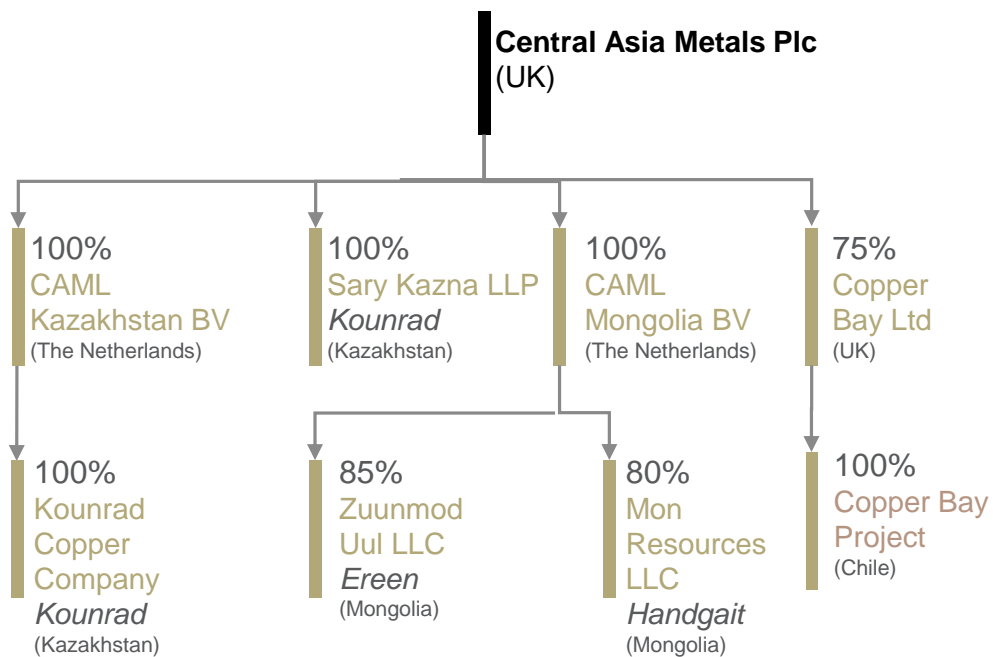 Central Asia Metals Plc
(UK)
100%
CAML
Kazakhstan BV
(The Netherlands)
100%
Sary Kazna LLP
Kounrad
(Kazakhstan)
100%
CAML
Mongolia BV
(The Netherlands)
75%
Copper
Bay Ltd
(UK)
100%
Kounrad
Copper
Company
Kounrad
(Kazakhstan)
85%
Zuunmod
Uul LLC
Ereen
(Mongolia)
80%
Mon
Resources
LLC
Handgait
(Mongolia)
100%
Copper Bay
Project
(Chile)